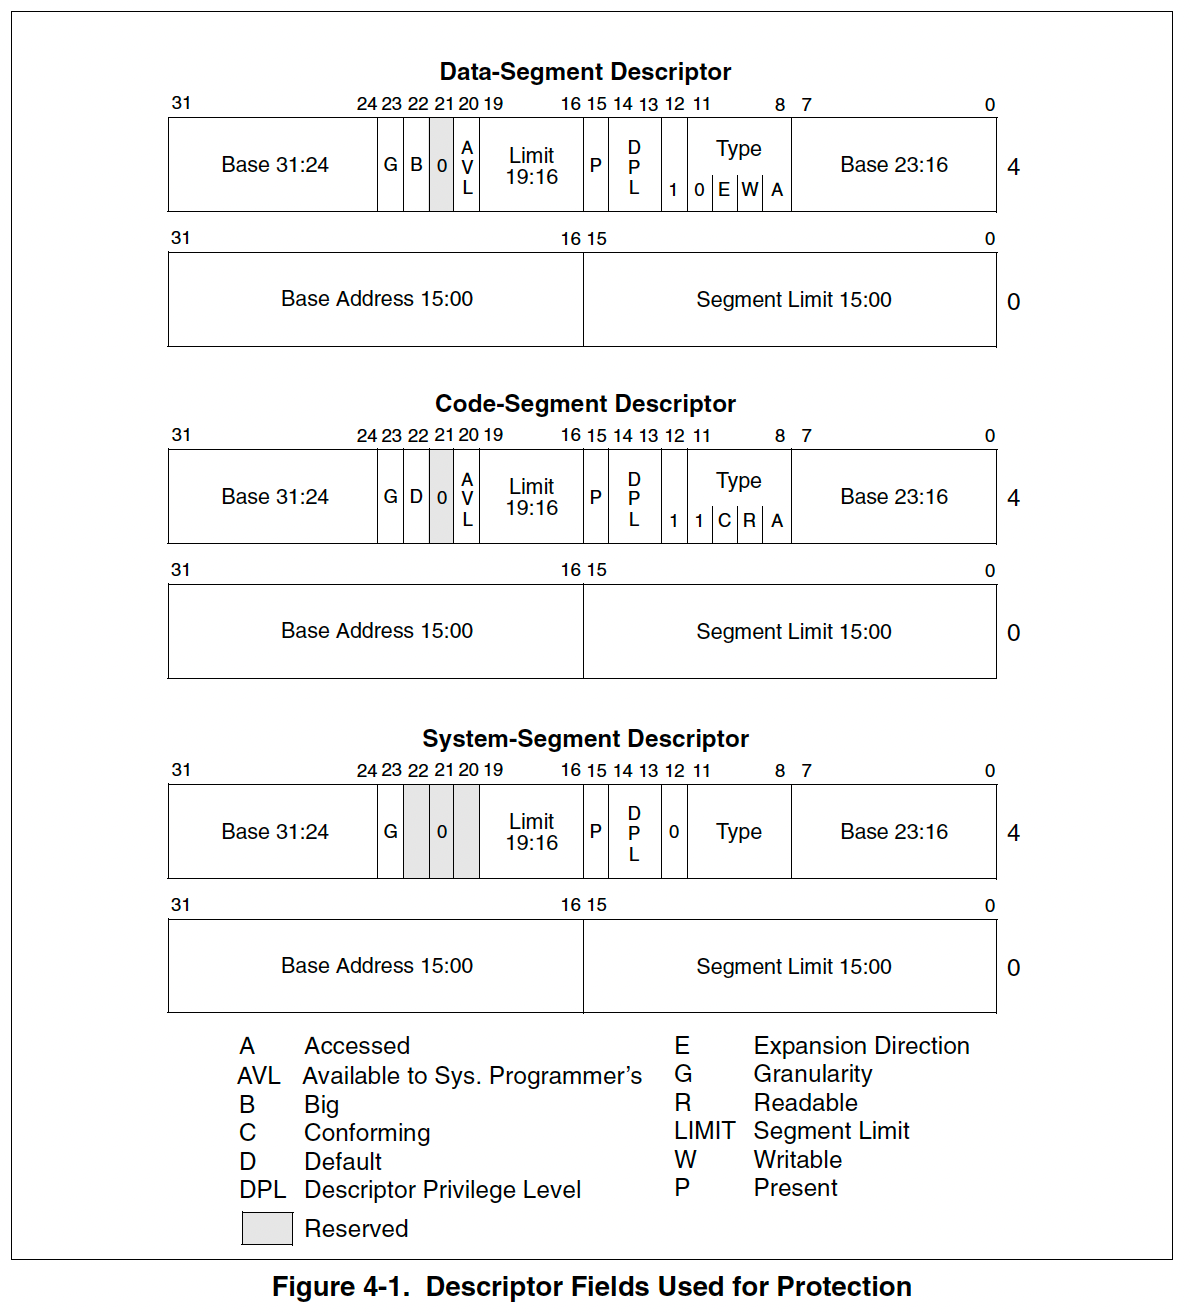 Data-Segment Descriptor
31 24 23 22 21 20 19 16 15 14 13 12 11 8 7 0
Base 31:24 G B 0 AVL Limit 19:16 P DPL 1 Type 0 E W A Base 23:16 4
31 16 15 0
Base Address 15:00 Segment Limit 15:00 0
Code-Segment Descriptor
31 24 23 22 21 20 19 16 15 14 13 12 11 8 7 0
Base 31:24 G D 0 AVL Limit 19:16 P DPL 1 Type 1 C R A Base 23:16 4
31 16 15 0
Base Address 15:00 Segment Limit 15:00 0
System-Segment Descriptor
31 24 23 22 21 20 19 16 15 14 13 12 11 8 7 0
Base 31:24 G 0 Limit 19:16 P DPL 0 Type Base 23:16 4
31 16 15 0
Base Address 15:00 Segment Limit 15:00 0
A Accessed
AVL Available to Sys. Programmer's
B Big
C Conforming
D Default
DPL Descriptor Privilege Level
Reserved
E Expansion Direction
G Granularity
R Readable
LIMIT Segment Limit
W Writable
P Present
Figure 4-1. Descriptor Fields Used for Protection